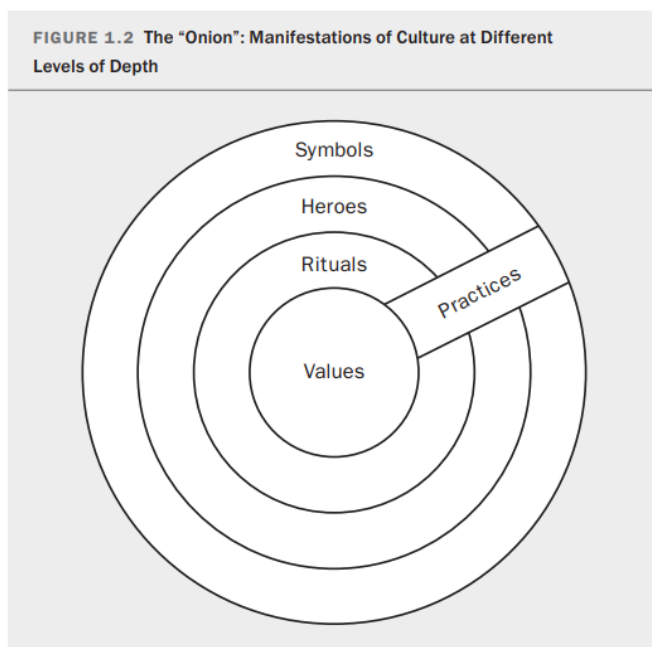 FIGURE 1.2 The “Onion”: Manifestations of Culture at Different
Levels of Depth
Symbols
Heroes
Rituals
Practices
Values